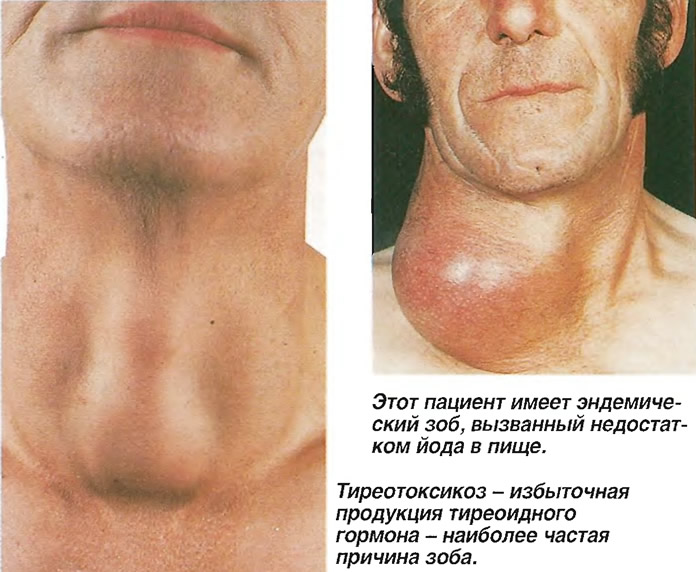 Этот пациент имеет эндемиче-
ский зоб, вызванный недостат-
ком йода в пище.
Тиреотоксикоз – избыточная
продукция тиреоидного
гормона – наиболее частая
причина зоба.